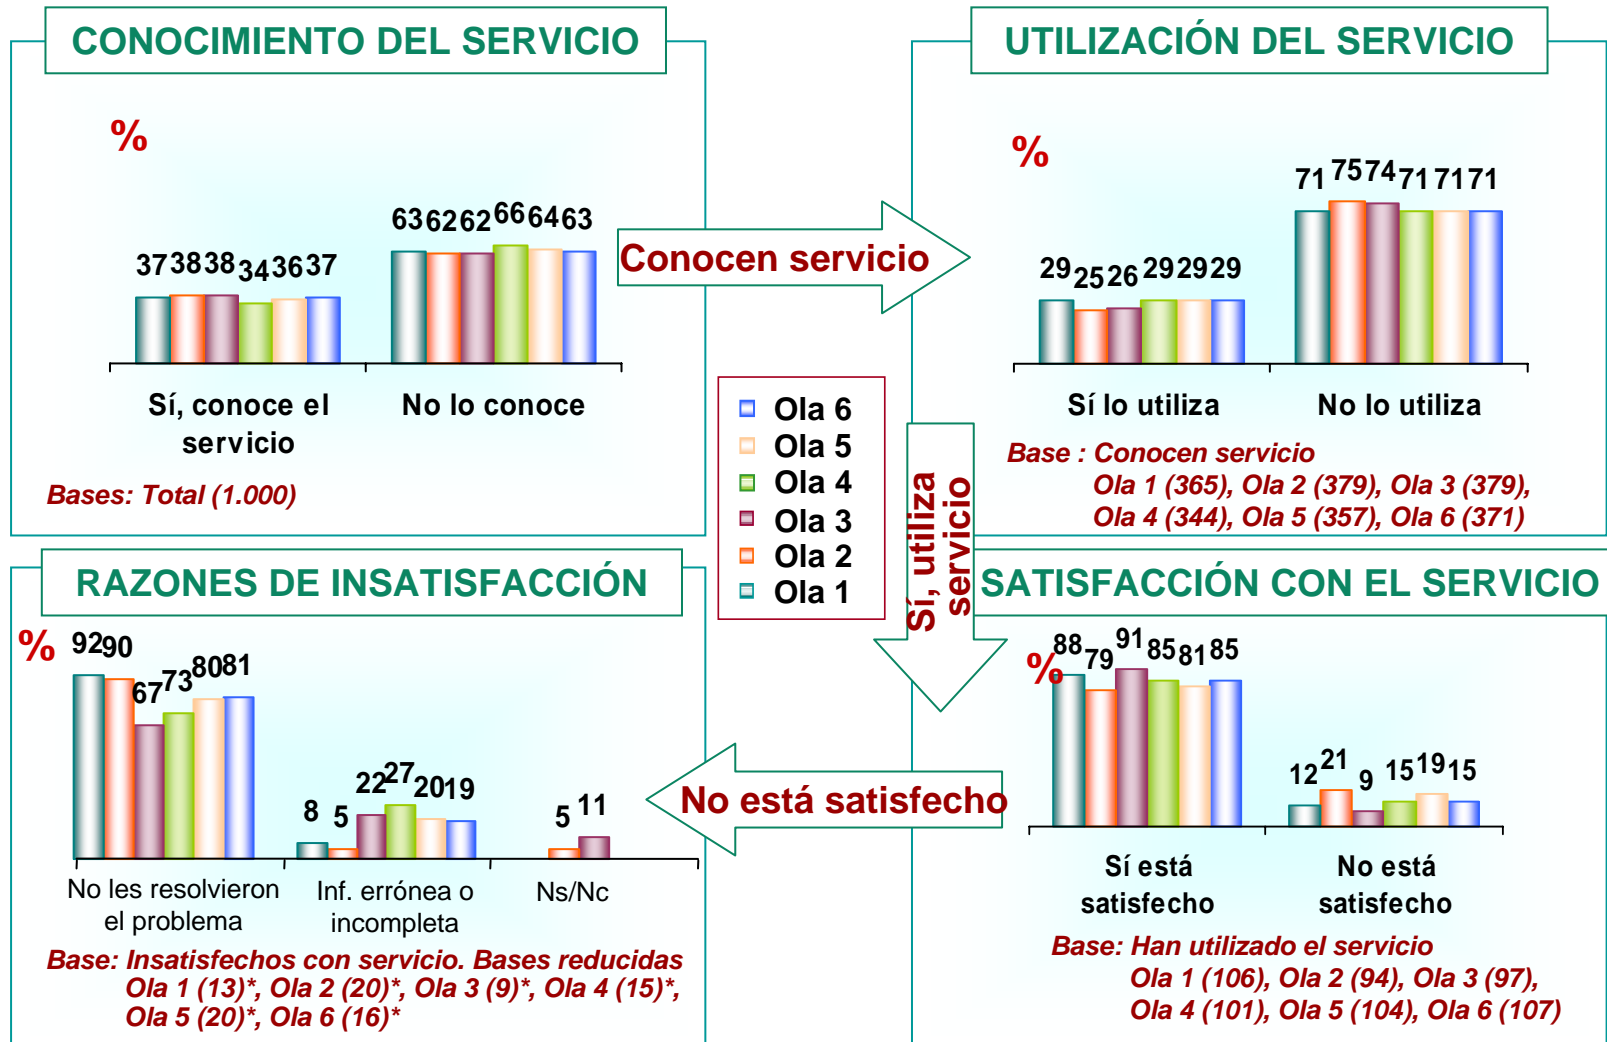 CONOCIMIENTO DEL SERVICIO
%
37 38 38 34 36 37
63 62 62 66 64 63
Sí, conoce el
servicio
No lo conoce
Bases: Total (1.000)
Conocen servicio
UTILIZACIÓN DEL SERVICIO
%
29 25 26 29 29 29
71 75 74 71 71 71
Sí lo utiliza
No lo utiliza
Base : Conocen servicio
Ola 1 (365), Ola 2 (379), Ola 3 (379),
Ola 4 (344), Ola 5 (357), Ola 6 (371)
Ola 6
Ola 5
Ola 4
Ola 3
Ola 2
Ola 1
Sí, utiliza
servicio
SATISFACCIÓN CON EL SERVICIO
%
88 79 91 85 81 85
12 21 9 15 19 15
Sí está
satisfecho
No está
satisfecho
Base: Han utilizado el servicio
Ola 1 (106), Ola 2 (94), Ola 3 (97),
Ola 4 (101), Ola 5 (104), Ola 6 (107)
No está satisfecho
RAZONES DE INSATISFACCIÓN
%
92 90 67 73 80 81
8 5 22 27 20 19
5 11
No les resolvieron
el problema
Inf. errónea o
incompleta
Ns/Nc
Base: Insatisfechos con servicio. Bases reducidas
Ola 1 (13)*, Ola 2 (20)*, Ola 3 (9)*, Ola 4 (15)*,
Ola 5 (20)*, Ola 6 (16)*